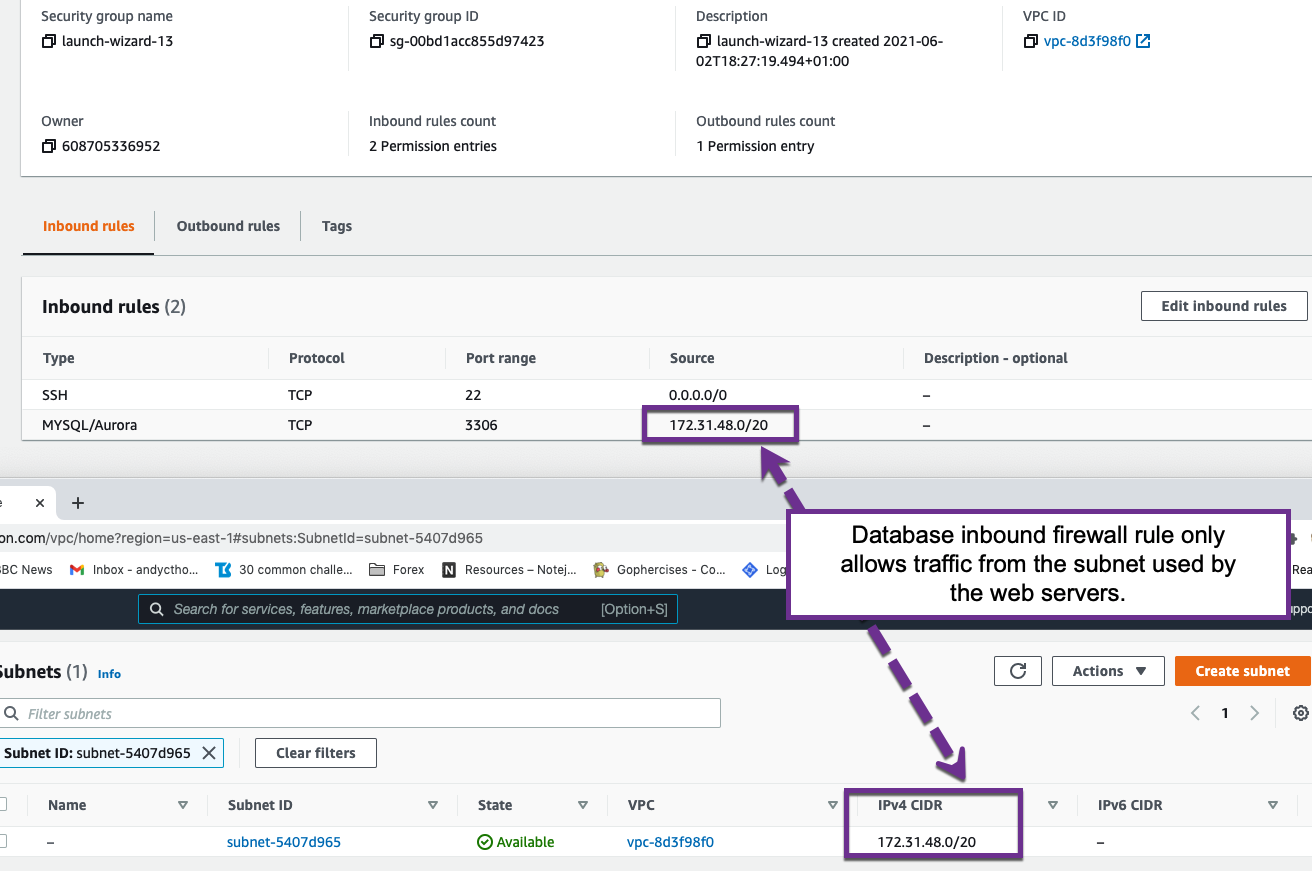 Security group name
launch-wizard-13
Security group ID
sg-00bd1acc855d97423
Description
launch-wizard-13 created 2021-06-
02T18:27:19.494+01:00
VPC ID
vpc-8d3f98f0
Owner
608705336952
Inbound rules count
2 Permission entries
Outbound rules count
1 Permission entry
Inbound rules
Outbound rules
Tags
Inbound rules (2)
Edit inbound rules
Type Protocol Port range Source Description - optional
SSH TCP 22 0.0.0.0/0 –
MYSQL/Aurora TCP 3306 172.31.48.0/20 –
Database inbound firewall rule only
allows traffic from the subnet used by
the web servers.
on.com/vpc/home?region=us-east-1#subnets:SubnetId=subnet-5407d965
BBC News Inbox - andyctho... 30 common challe... Forex Resources – Notej... Gophercises - Co... Log
Search for services, features, marketplace products, and docs [Option+S]
Subnets (1) Info
Actions
Create subnet
Filter subnets
1
Subnet ID: subnet-5407d965
Clear filters
Name Subnet ID State VPC IPv4 CIDR IPv6 CIDR
– subnet-5407d965 Available vpc-8d3f98f0 172.31.48.0/20 –